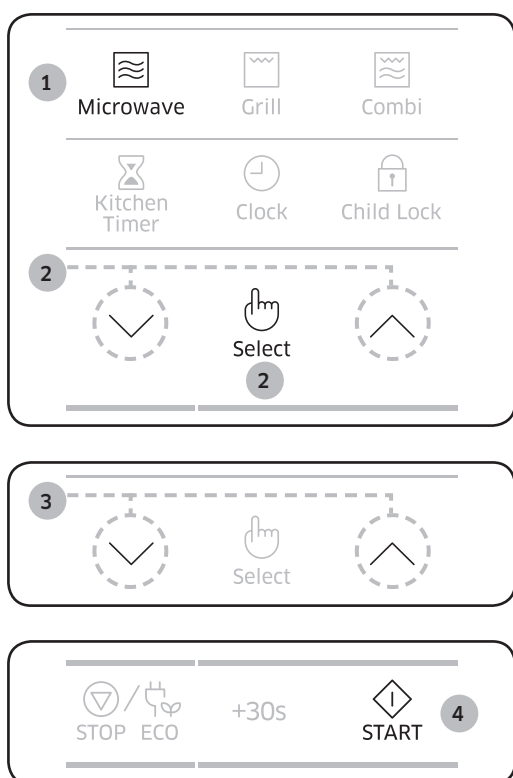 1
Microwave Grill Combi
Kitchen
Timer
Clock Child Lock
2
Select
2
3
Select
STOP / ECO +30s START 4